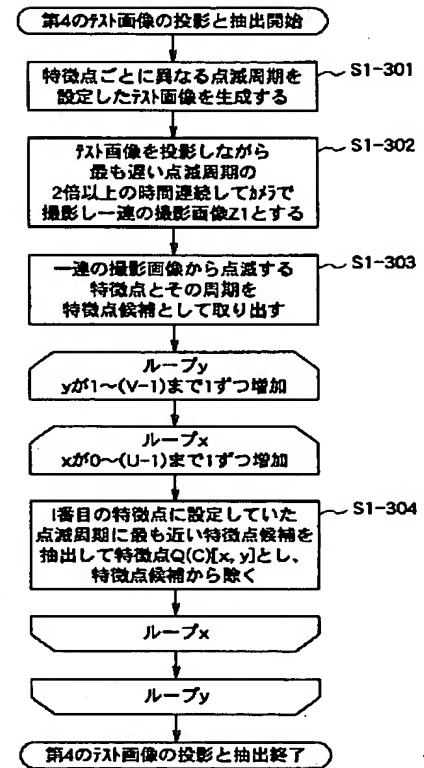 第4のテスト画像の投影と抽出開始
特徴点ごとに異なる点滅周期を
設定したテスト画像を生成する
S1-301
テスト画像を投影しながら
最も遅い点滅周期の
2倍以上の時間連続してカメラで
撮影し一連の撮影画像Z1とする
S1-302
一連の撮影画像から点滅する
特徴点とその周期を
特徴点候補として取り出す
S1-303
ループy
yが1～(V-1)まで1ずつ増加
ループx
xが0～(U-1)まで1ずつ増加
I番目の特徴点に設定していた
点滅周期に最も近い特徴点候補を
抽出して特徴点Q(C)[x, y]とし、
特徴点候補から除く
S1-304
ループx
ループy
第4のテスト画像の投影と抽出終了